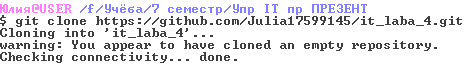 Юлия@USER /f/Учёба/7 семестр/Упр IT пр ПРЕЗЕНТ
$ git clone https://github.com/Julia17599145/it_laba_4.git
Cloning into 'it_laba_4'...
warning: You appear to have cloned an empty repository.
Checking connectivity... done.